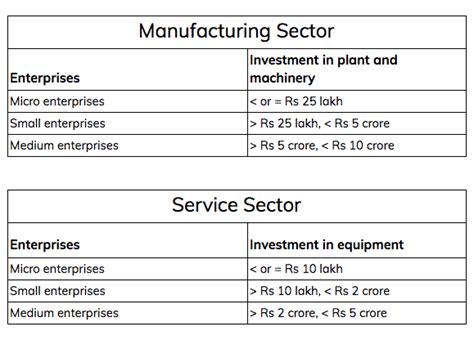 Manufacturing Sector
Enterprises Investment in plant and
machinery
Micro enterprises < or = Rs 25 lakh
Small enterprises > Rs 25 lakh, < Rs 5 crore
Medium enterprises > Rs 5 crore, < Rs 10 crore
Service Sector
Enterprises Investment in equipment
Micro enterprises < or = Rs 10 lakh
Small enterprises > Rs 10 lakh, < Rs 2 crore
Medium enterprises > Rs 2 crore, < Rs 5 crore